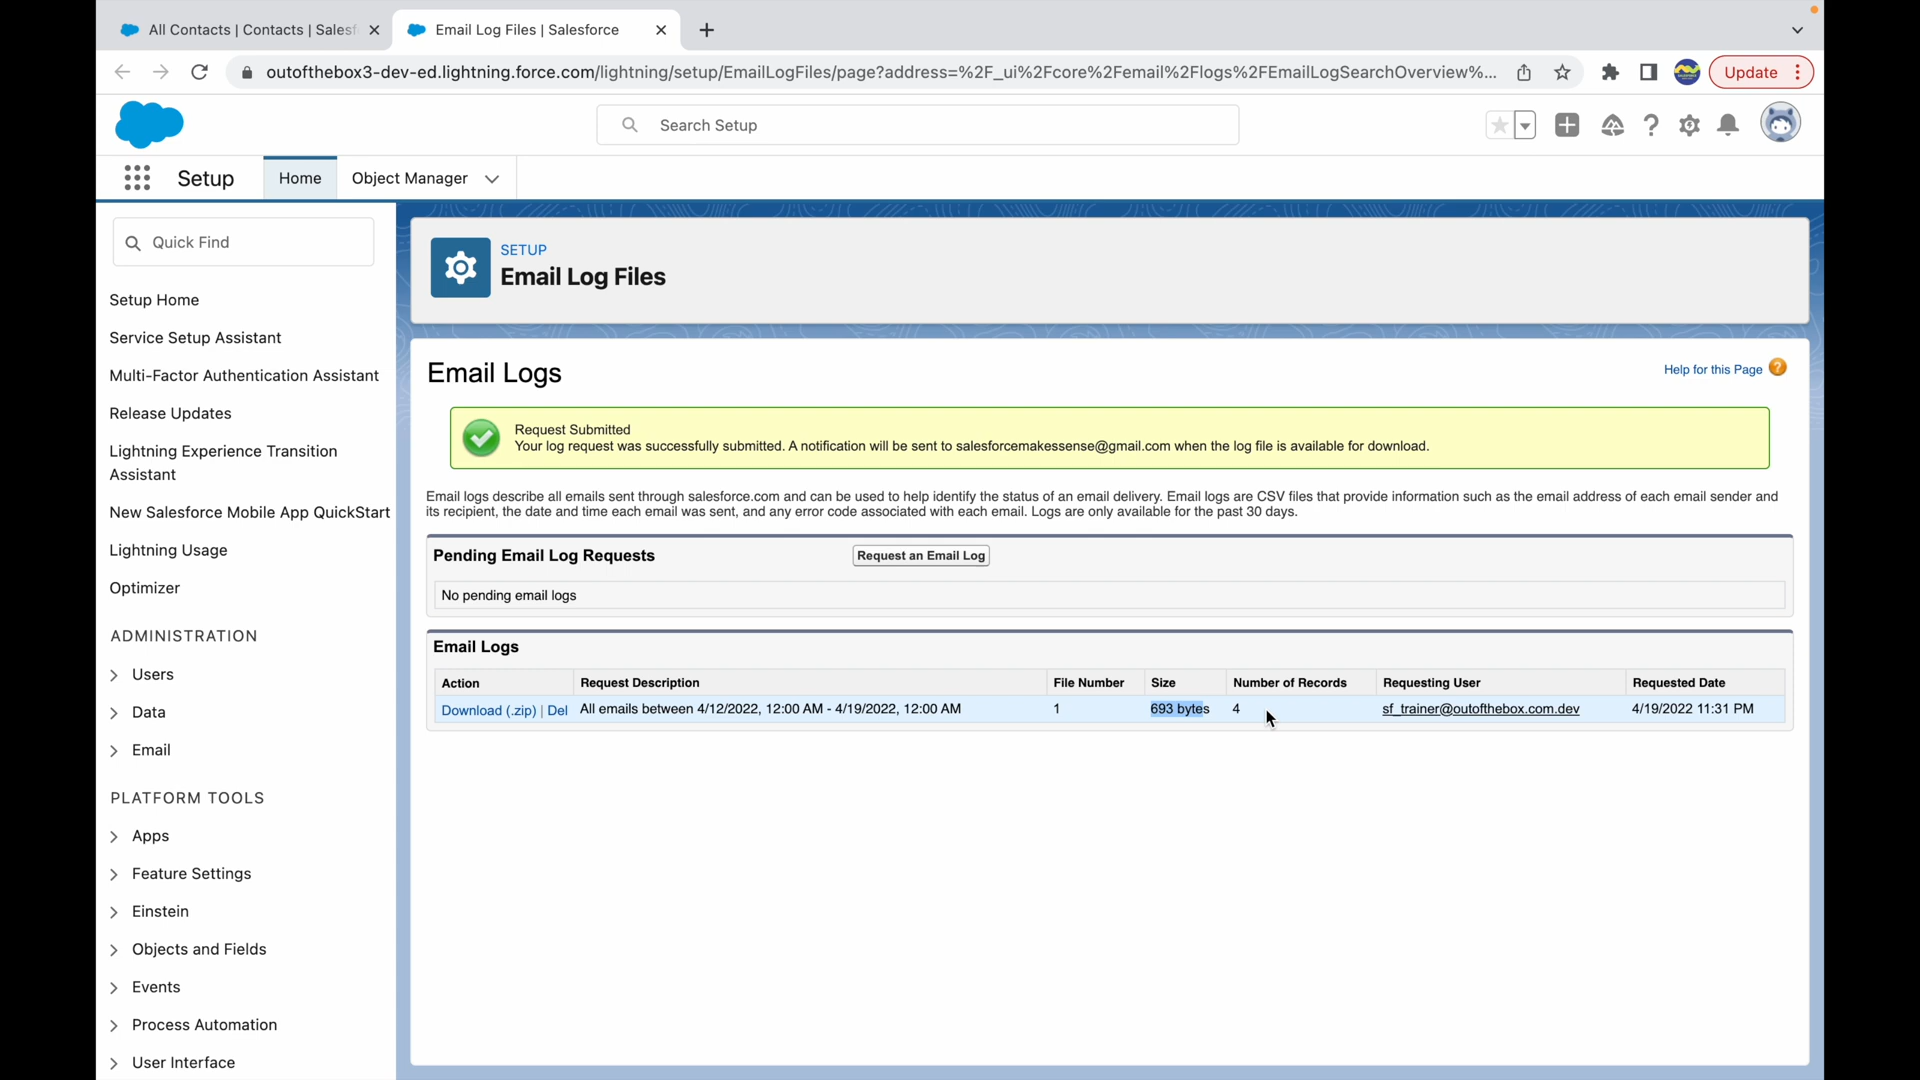 All Contacts | Contacts | Salesf
Email Log Files | Salesforce
outofthebox3-dev-ed.lightning.force.com/lightning/setup/EmailLogFiles/page?address=%2F_ui%2Fcore%2Femail%2Flogs%2FEmailLogSearchOverview%...
Update
Search Setup
Setup
Home
Object Manager
Quick Find
Setup Home
Service Setup Assistant
Multi-Factor Authentication Assistant
Release Updates
Lightning Experience Transition
Assistant
New Salesforce Mobile App QuickStart
Lightning Usage
Optimizer
ADMINISTRATION
Users
Data
Email
PLATFORM TOOLS
Apps
Feature Settings
Einstein
Objects and Fields
Events
Process Automation
User Interface
SETUP
Email Log Files
Email Logs
Help for this Page
Request Submitted
Your log request was successfully submitted. A notification will be sent to salesforcemakessense@gmail.com when the log file is available for download.
Email logs describe all emails sent through salesforce.com and can be used to help identify the status of an email delivery. Email logs are CSV files that provide information such as the email address of each email sender and
its recipient, the date and time each email was sent, and any error code associated with each email. Logs are only available for the past 30 days.
Pending Email Log Requests
Request an Email Log
No pending email logs
Email Logs
Action Request Description File Number Size Number of Records Requesting User Requested Date
Download (.zip) | Del All emails between 4/12/2022, 12:00 AM - 4/19/2022, 12:00 AM 1 693 bytes 4 sf_trainer@outofthebox.com.dev 4/19/2022 11:31 PM